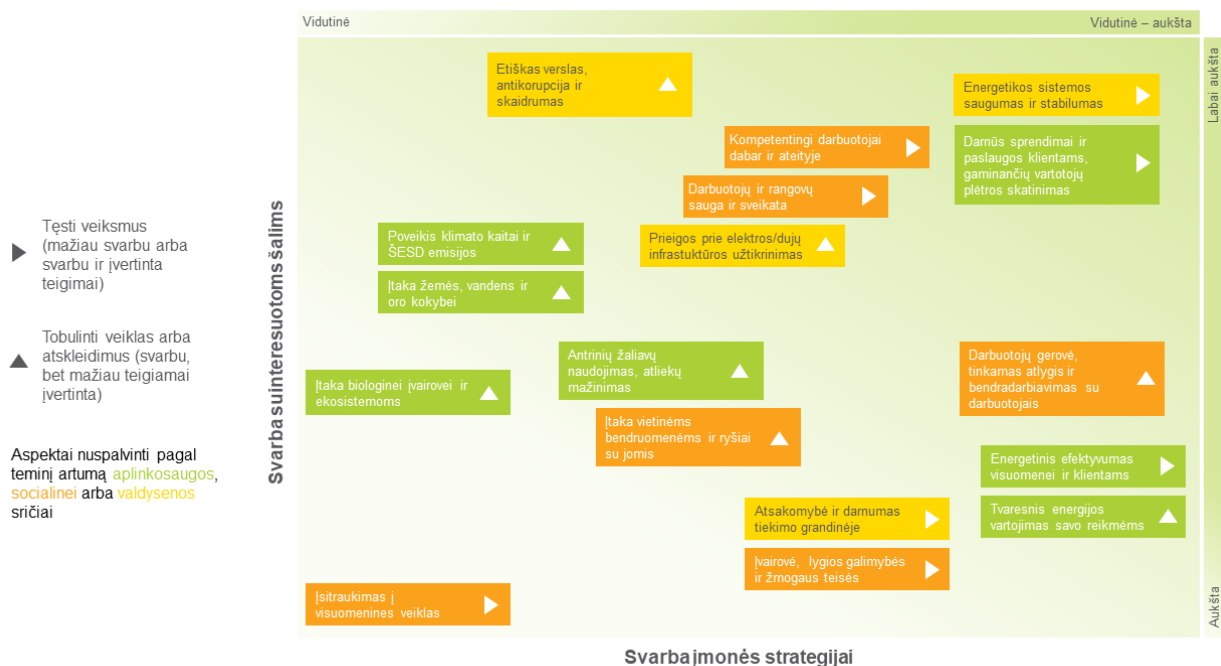 Vidutinė
Vidutinė – aukšta
Labai aukšta
Aukšta
Svarba suinteresuotoms šalims
Svarba įmonės strategijai
Tęsti veiksmus
(mažiau svarbu arba
svarbu ir įvertinta
teigimai)
Tobulinti veiklas arba
atskleidimus (svarbu,
bet mažiau teigiamai
įvertinta)
Aspektai nuspalvinti pagal
teminį artumą aplinkosaugos,
socialinei arba valdysenos
sričiai
Etiškas verslas,
antikorupcija ir
skaidrumas
Energetikos sistemos
saugumas ir stabilumas
Kompetentingi darbuotojai
dabar ir ateityje
Darnūs sprendimai ir
paslaugos klientams,
gaminančių vartotojų
plėtros skatinimas
Darbuotojų ir rangovų
sauga ir sveikata
Poveikis klimato kaitai ir
ŠESD emisijos
Prieigos prie elektros/dujų
infrastuktūros užtikrinimas
Įtaka žemės, vandens ir
oro kokybei
Antrinių žaliavų
naudojimas, atliekų
mažinimas
Darbuotojų gerovė,
tinkamas atlygis ir
bendradarbiavimas su
darbuotojais
Įtaka biologinei įvairovei ir
ekosistemoms
Įtaka vietinėms
bendruomenėms ir ryšiai
su jomis
Energetinis efektyvumas
visuomenei ir klientams
Atsakomybė ir darnumas
tiekimo grandinėje
Tvaresnis energijos
vartojimas savo reikmėms
Įvairovė, lygios galimybės
ir žmogaus teisės
Įsitraukimas į
visuomenines veiklas